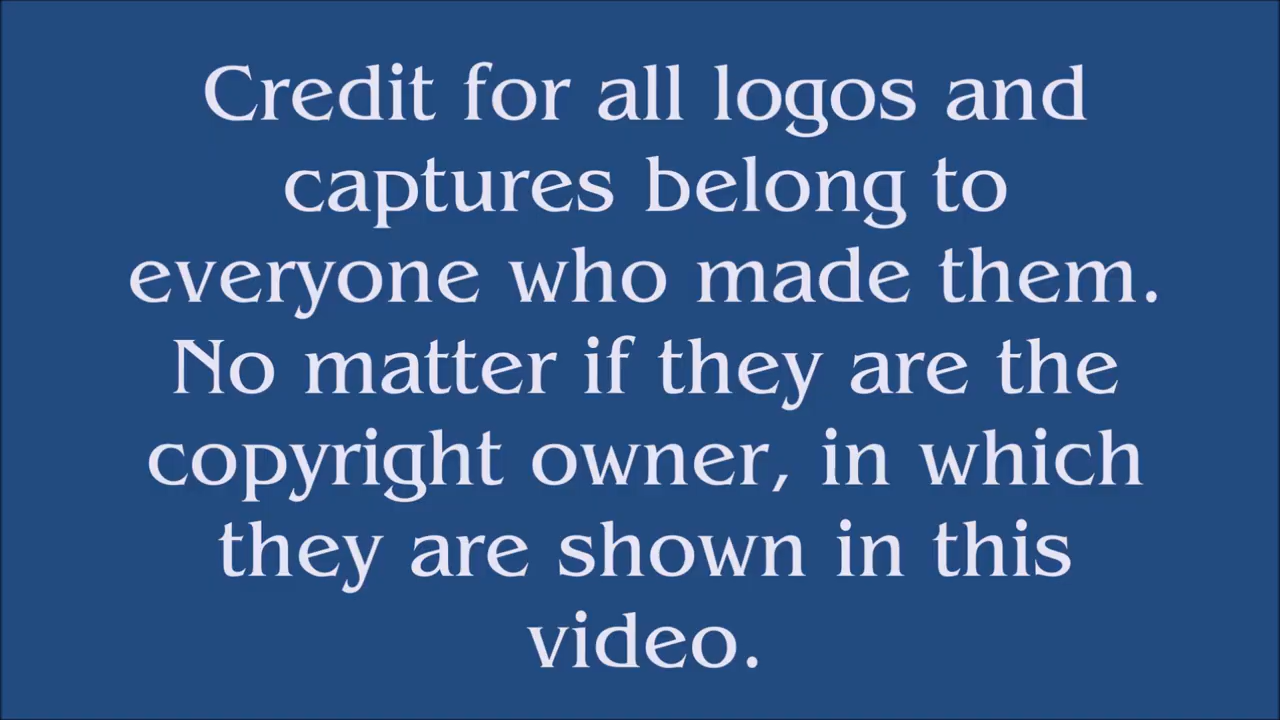 Credit for all logos and
captures belong to
everyone who made them.
No matter if they are the
copyright owner, in which
they are shown in this
video.